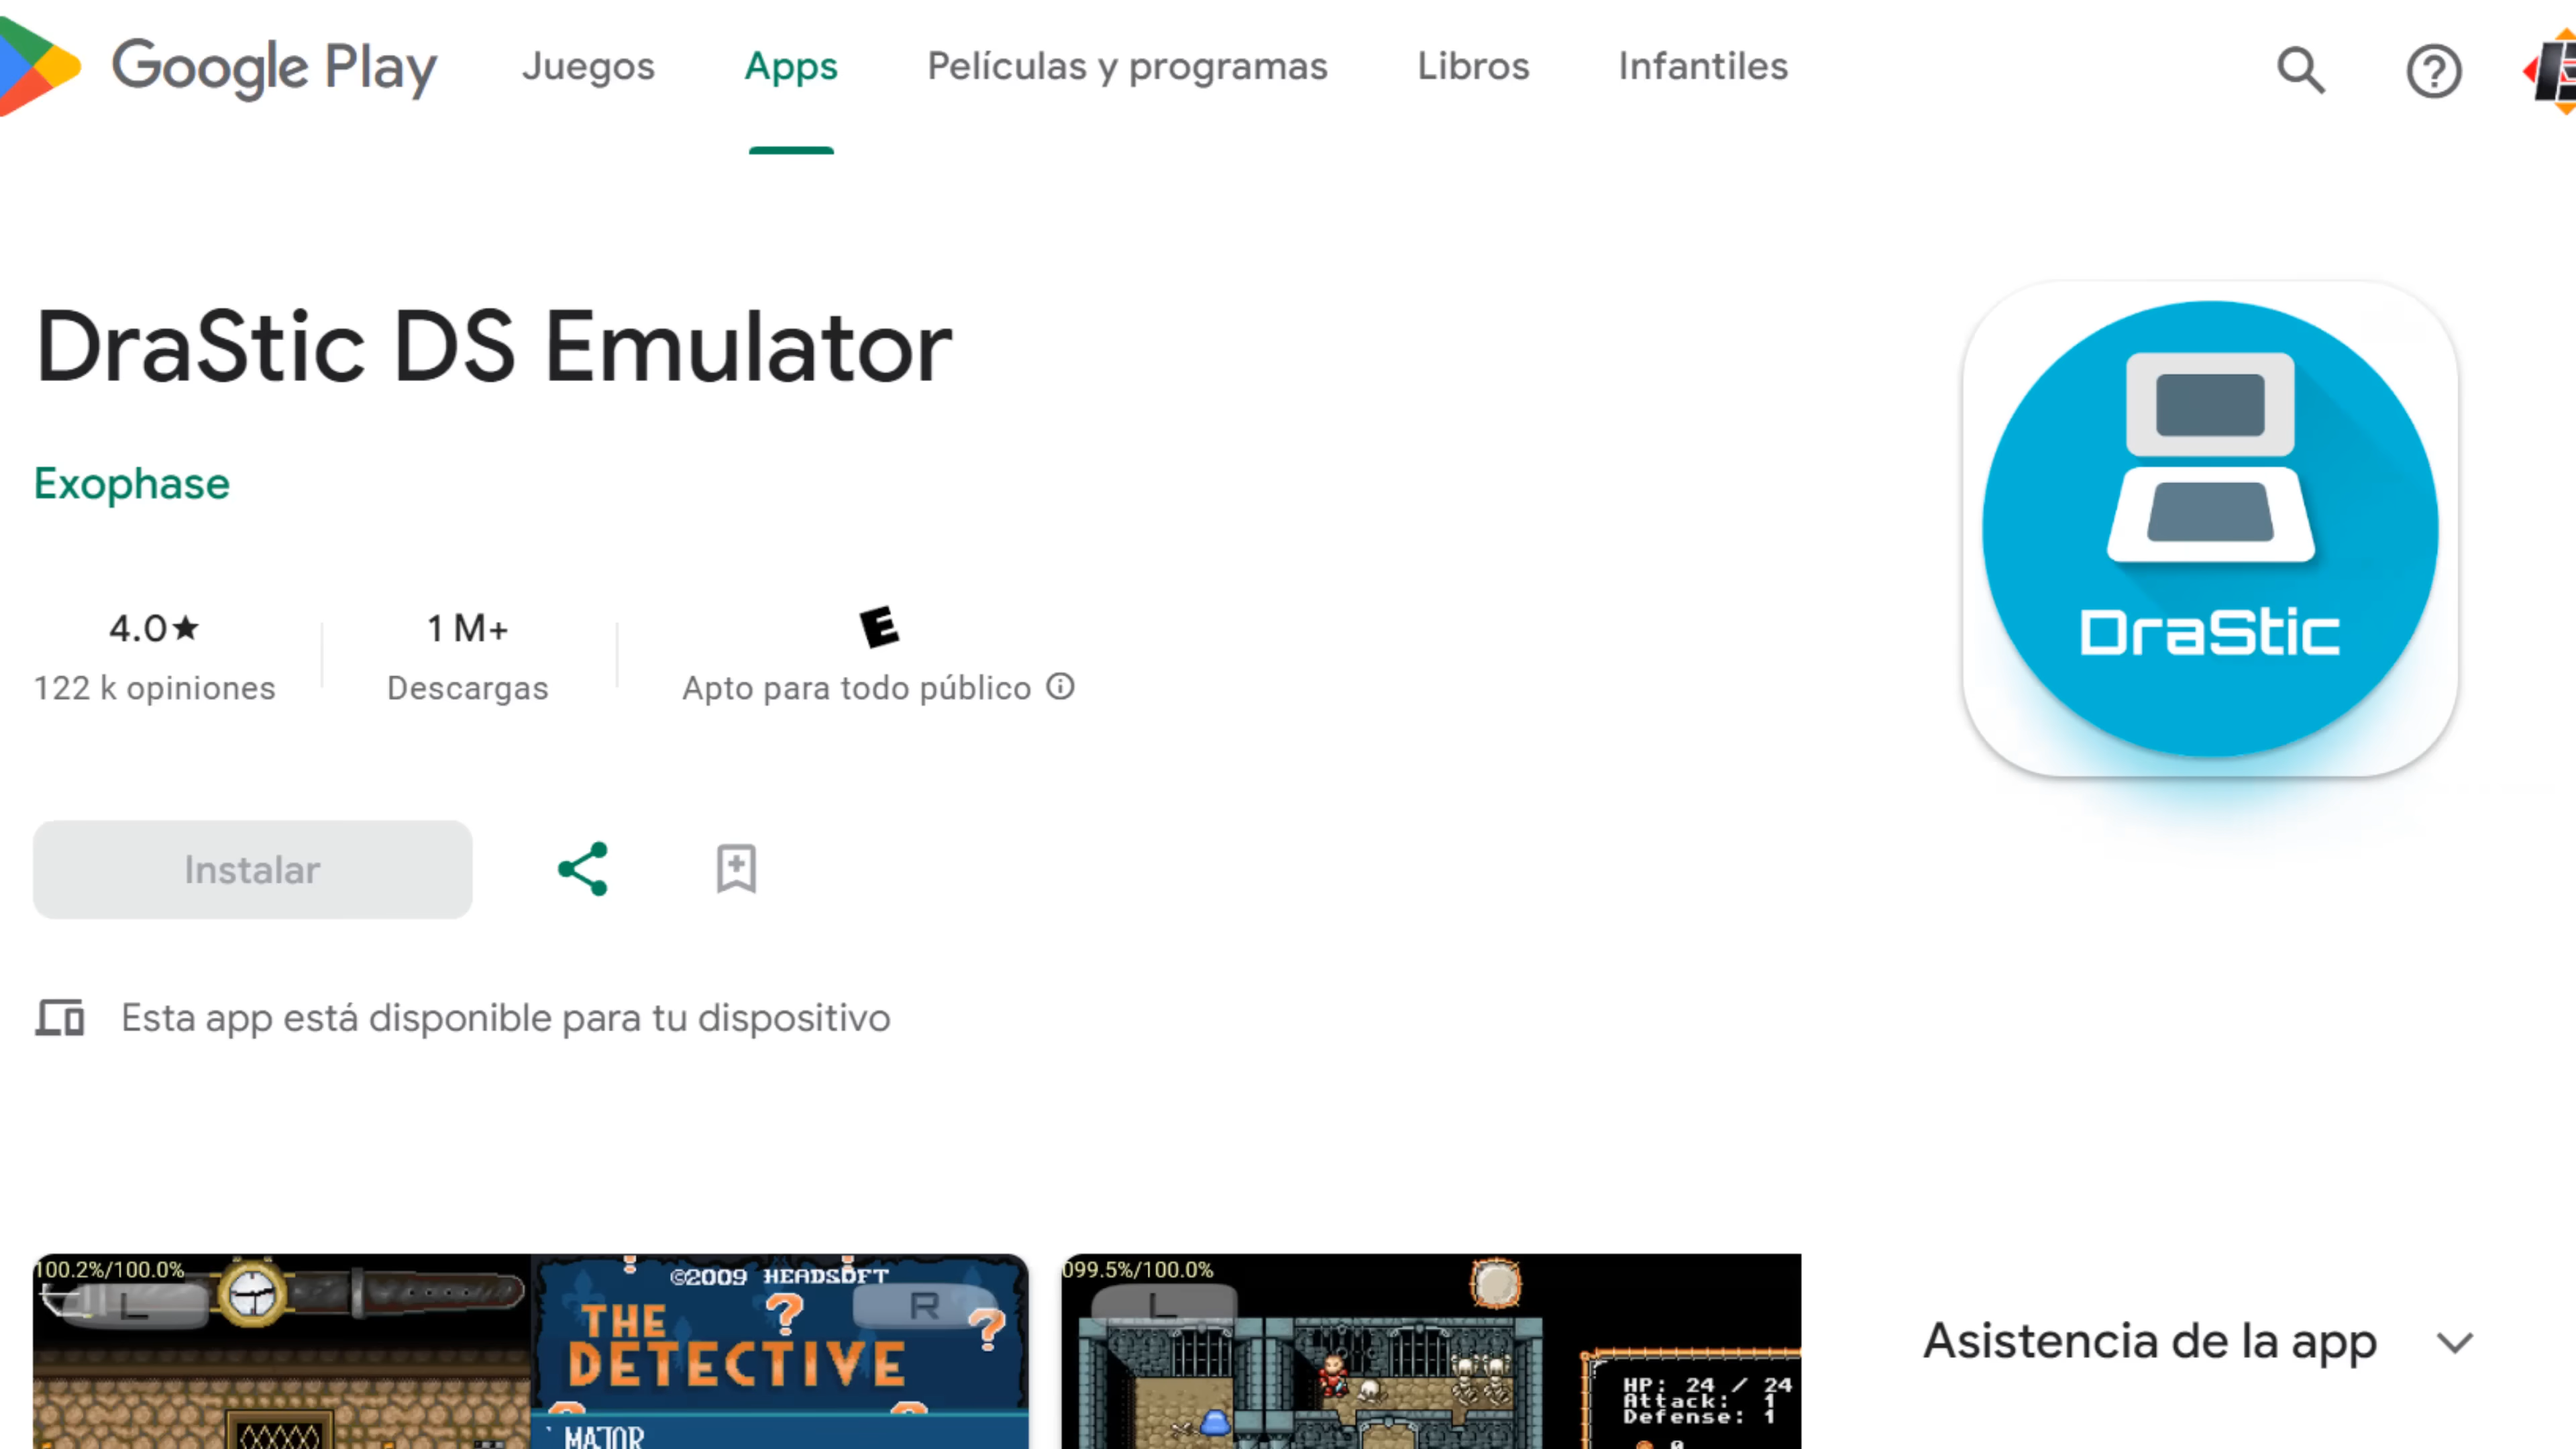 Google Play Juegos Apps Películas y programas Libros Infantiles
DraStic DS Emulator
Exophase
4.0★ 1 M+ E
122 k opiniones Descargas Apto para todo público
Instalar
Esta app está disponible para tu dispositivo
DraStic
100.2%/100.0%
L
©2009 HEADSOFT
R
THE
DETECTIVE
MAJOR
099.5%/100.0%
L
HP: 24 / 24
Attack: 1
Defense: 1
0
Asistencia de la app